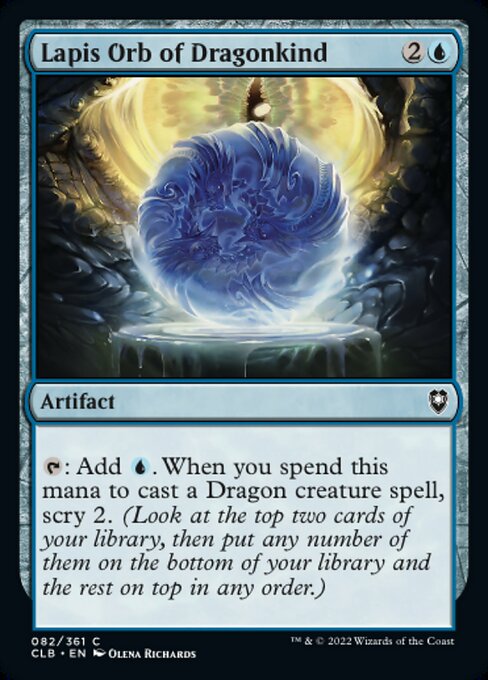 Lapis Orb of Dragonkind 2
Artifact
: Add . When you spend this
mana to cast a Dragon creature spell,
scry 2. (Look at the top two cards of
your library, then put any number of
them on the bottom of your library and
the rest on top in any order.)
082/361 C
CLB • EN Olena Richards
™ & © 2022 Wizards of the Coast